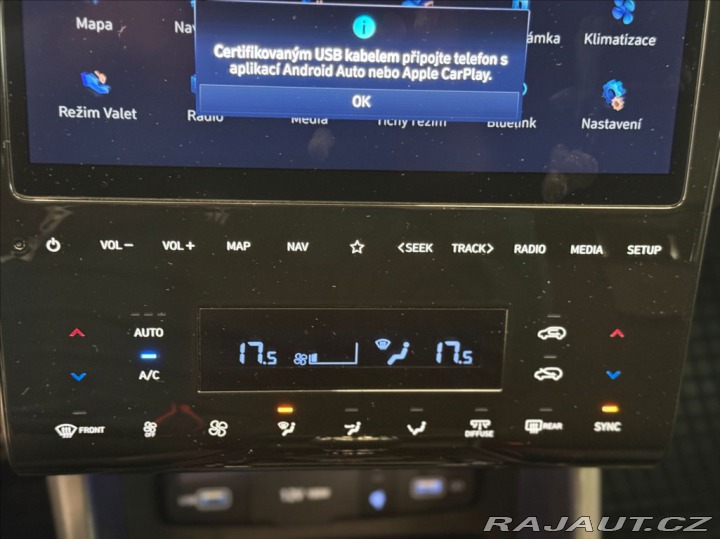 Mapa
Certifikovaným USB kabelem připojte telefon s
aplikací Android Auto nebo Apple CarPlay.
OK
Klimatizace
Režim Valet
Rádio
Média
Tichý režim
Bluelink
Nastavení
VOL−
VOL+
MAP
NAV
<SEEK
TRACK>
RADIO
MEDIA
SETUP
AUTO
A/C
17.5
17.5
FRONT
OFF
DIFFUSE
REAR
SYNC
RAJAUT.CZ